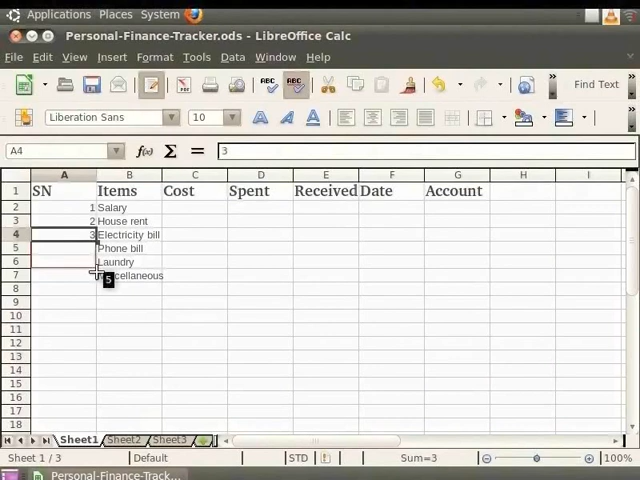 Applications Places System
Personal-Finance-Tracker.ods - LibreOffice Calc
File Edit View Insert Format Tools Data Window Help
ABC ABC » Find Text »
Liberation Sans 10 A A A » »
A4 f(x) Σ = 3
A B C D E F G H I
1 SN Items Cost Spent Received Date Account
2 1 Salary
3 2 House rent
4 3 Electricity bill
5 Phone bill
6 Laundry
7 cellaneous
5
8
9
10
11
12
13
14
15
16
17
18
Sheet1 Sheet2 Sheet3
Sheet 1 / 3 Default STD Sum=3 100%
Personal-Finance-Track...